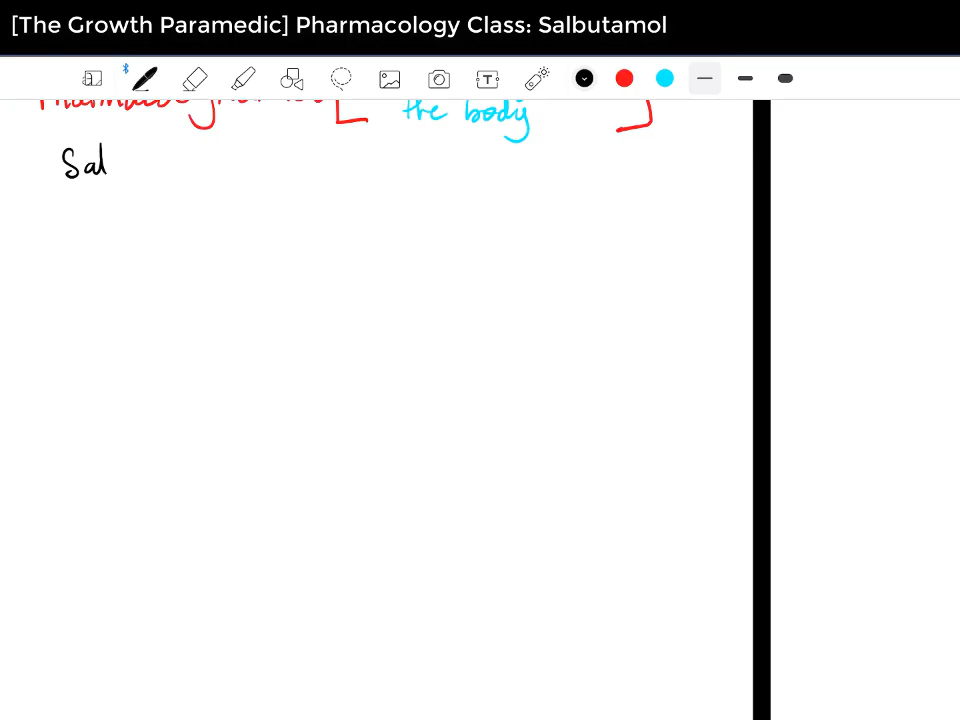 [The Growth Paramedic] Pharmacology Class: Salbutamol
the body
Sal